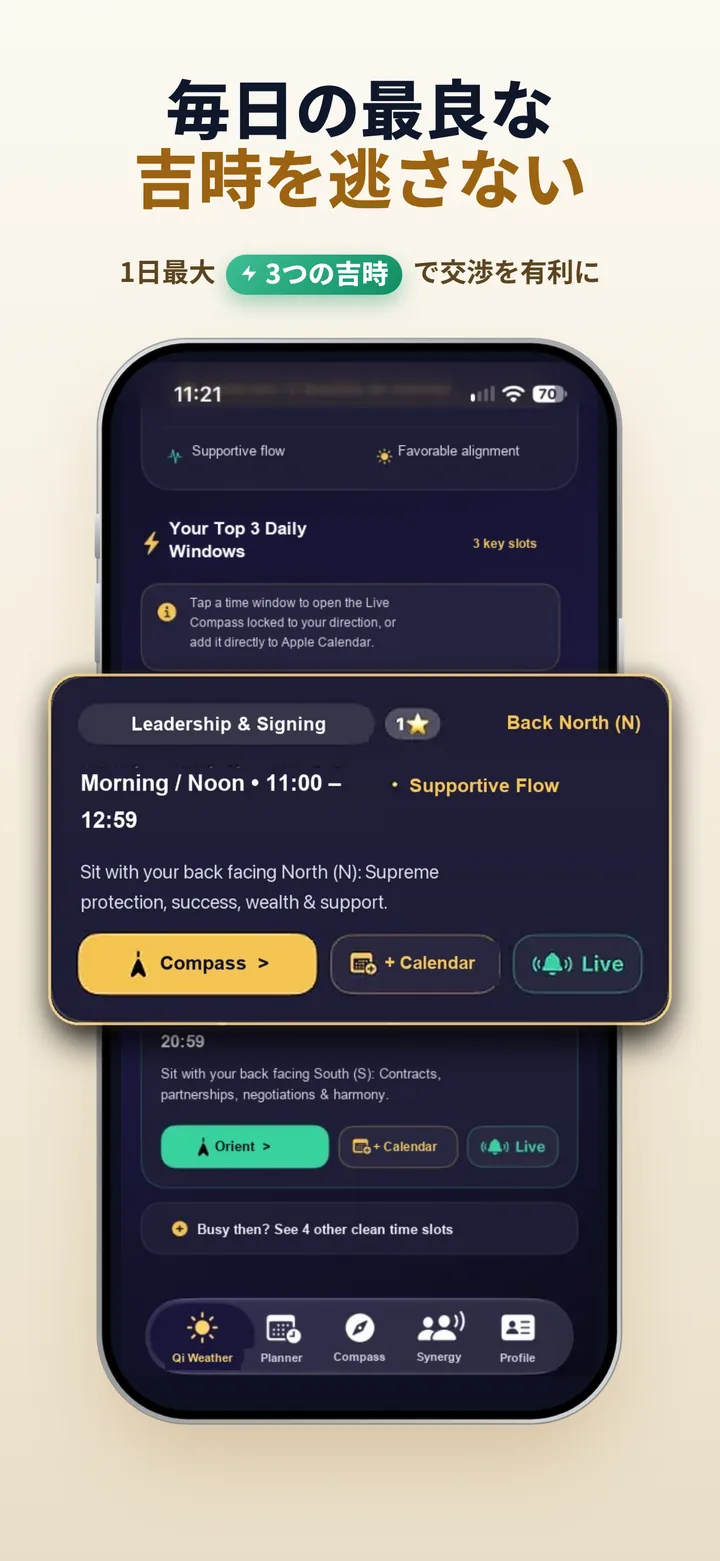 毎日の最良な
吉時を逃さない
1日最大 3つの吉時 で交渉を有利に
11:21 70
Supportive flow Favorable alignment
Your Top 3 Daily
Windows
3 key slots
Tap a time window to open the Live
Compass locked to your direction, or
add it directly to Apple Calendar.
Leadership & Signing 1 Back North (N)
Morning / Noon • 11:00 –
12:59
• Supportive Flow
Sit with your back facing North (N): Supreme
protection, success, wealth & support.
Compass > + Calendar Live
20:59
Sit with your back facing South (S): Contracts,
partnerships, negotiations & harmony.
Orient > + Calendar Live
Busy then? See 4 other clean time slots
Qi Weather Planner Compass Synergy Profile